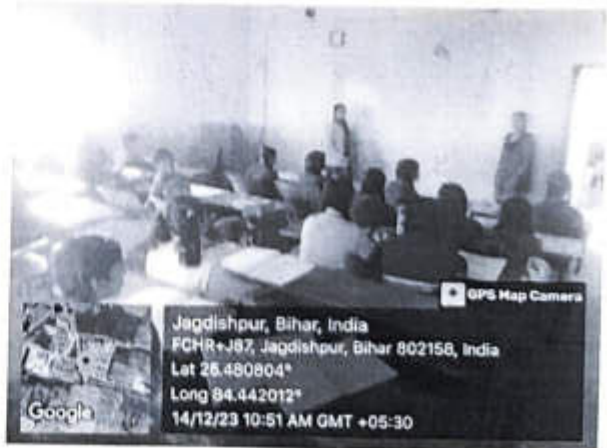 GPS Map Camera
Jagdishpur, Bihar, India
FCHR+J87, Jagdishpur, Bihar 802158, India
Lat 25.480804°
Long 84.442012°
14/12/23 10:51 AM GMT +05:30
Google